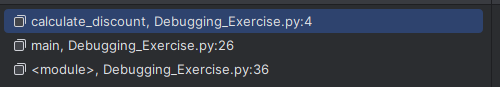 calculate_discount, Debugging_Exercise.py:4
main, Debugging_Exercise.py:26
<module>, Debugging_Exercise.py:36